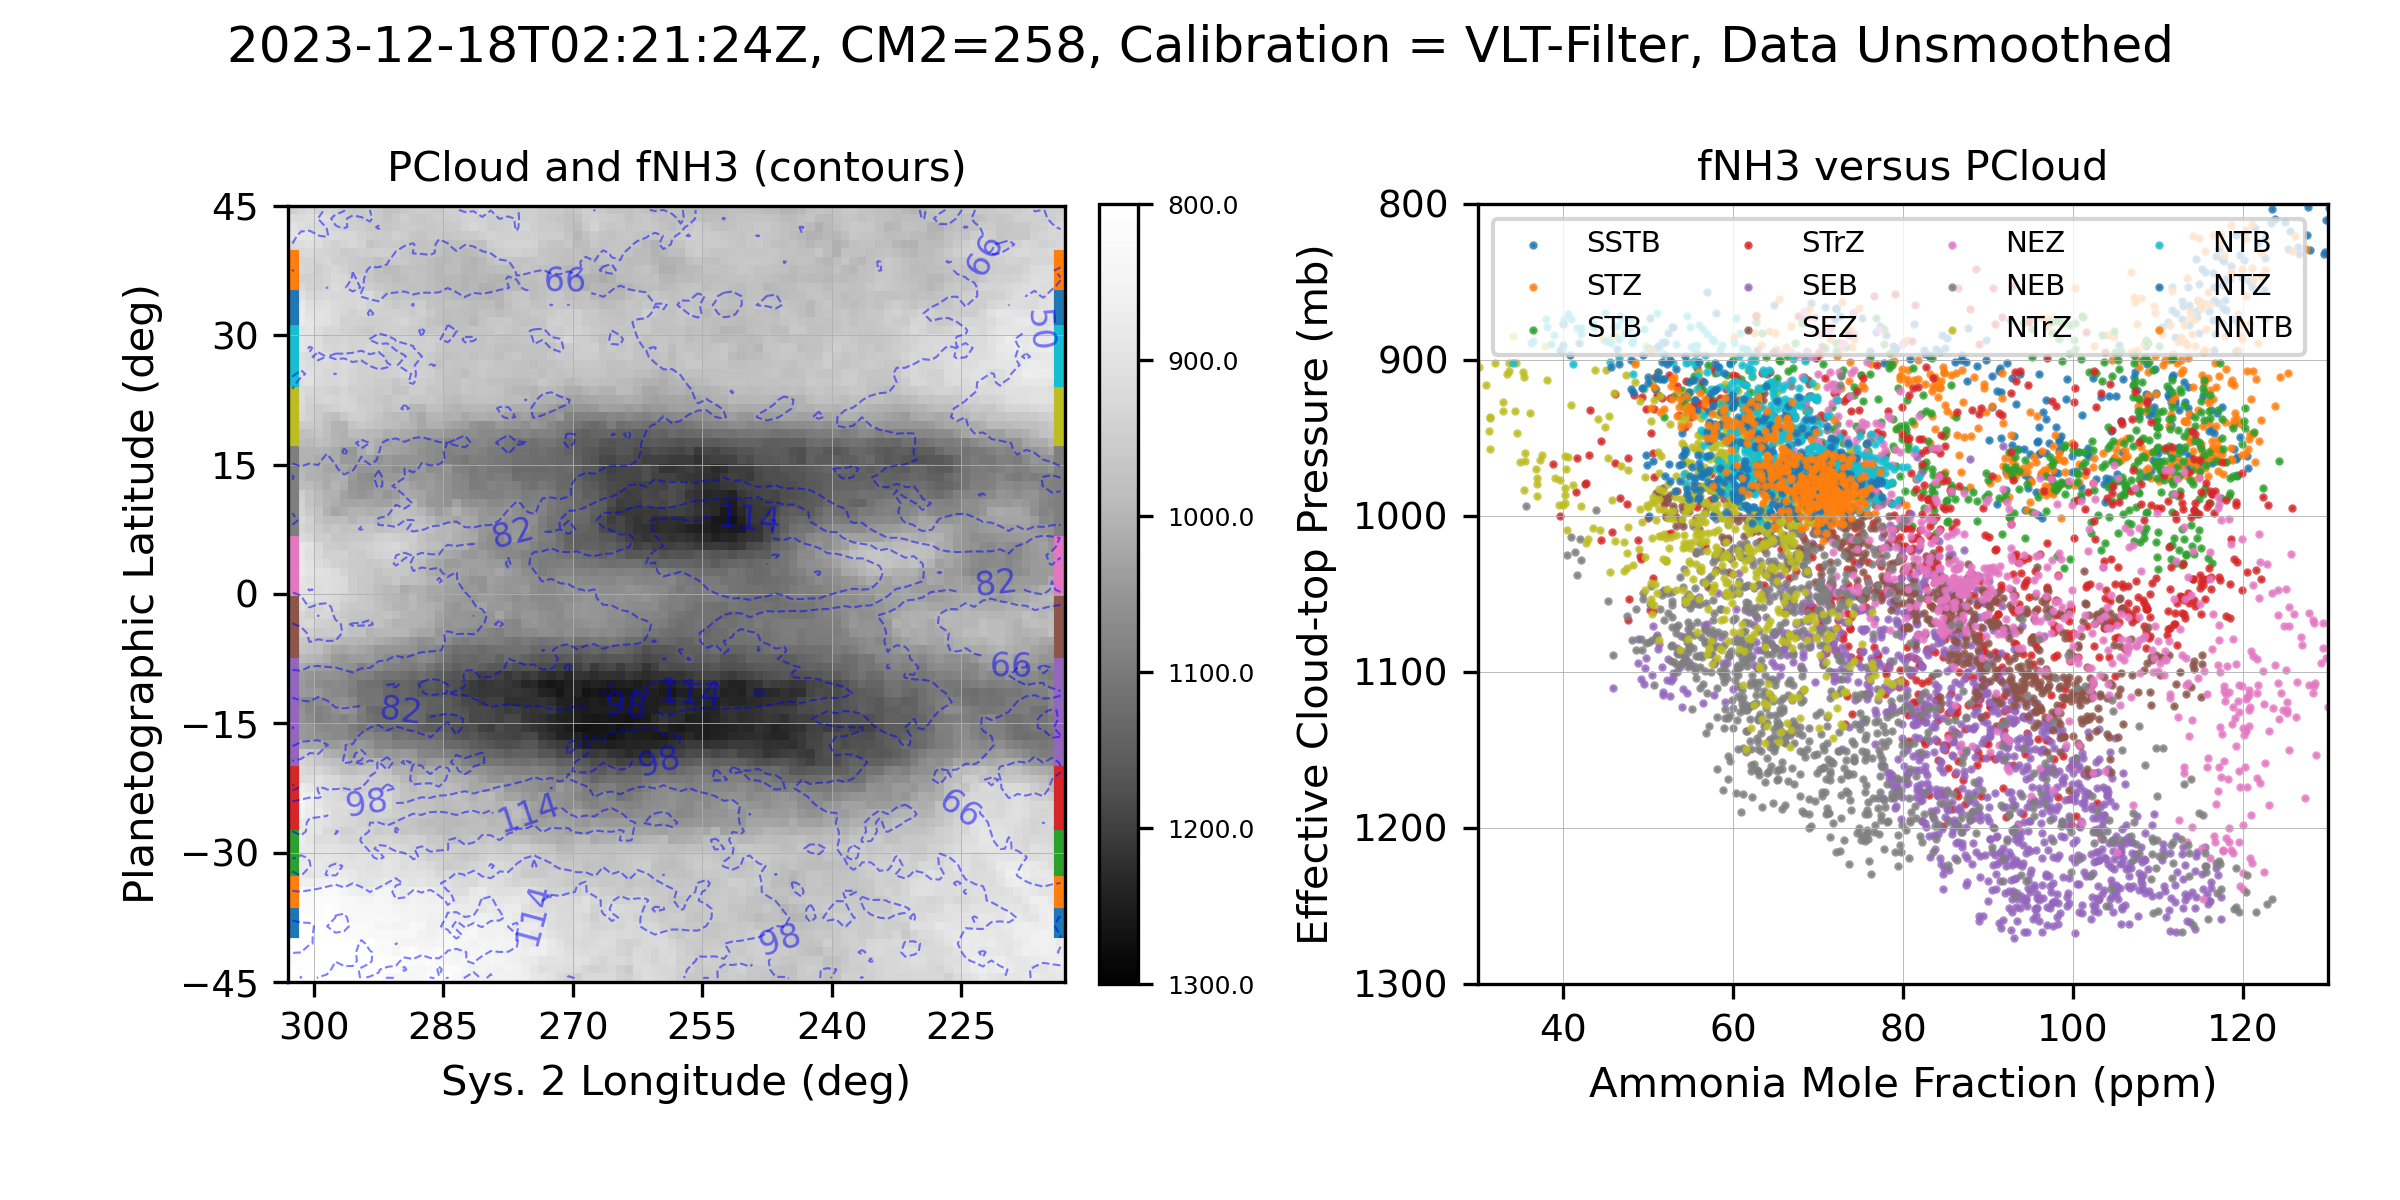 2023-12-18T02:21:24Z, CM2=258, Calibration = VLT-Filter, Data Unsmoothed
PCloud and fNH3 (contours)
Planetographic Latitude (deg)
45
30
15
0
−15
−30
−45
300 285 270 255 240 225
Sys. 2 Longitude (deg)
66
66
50
114
82
82
66
82
98
114
98
98
114
66
114
98
800.0
900.0
1000.0
1100.0
1200.0
1300.0
fNH3 versus PCloud
Effective Cloud-top Pressure (mb)
800
900
1000
1100
1200
1300
SSTB STrZ NEZ NTB
STZ SEB NEB NTZ
STB SEZ NTrZ NNTB
40 60 80 100 120
Ammonia Mole Fraction (ppm)